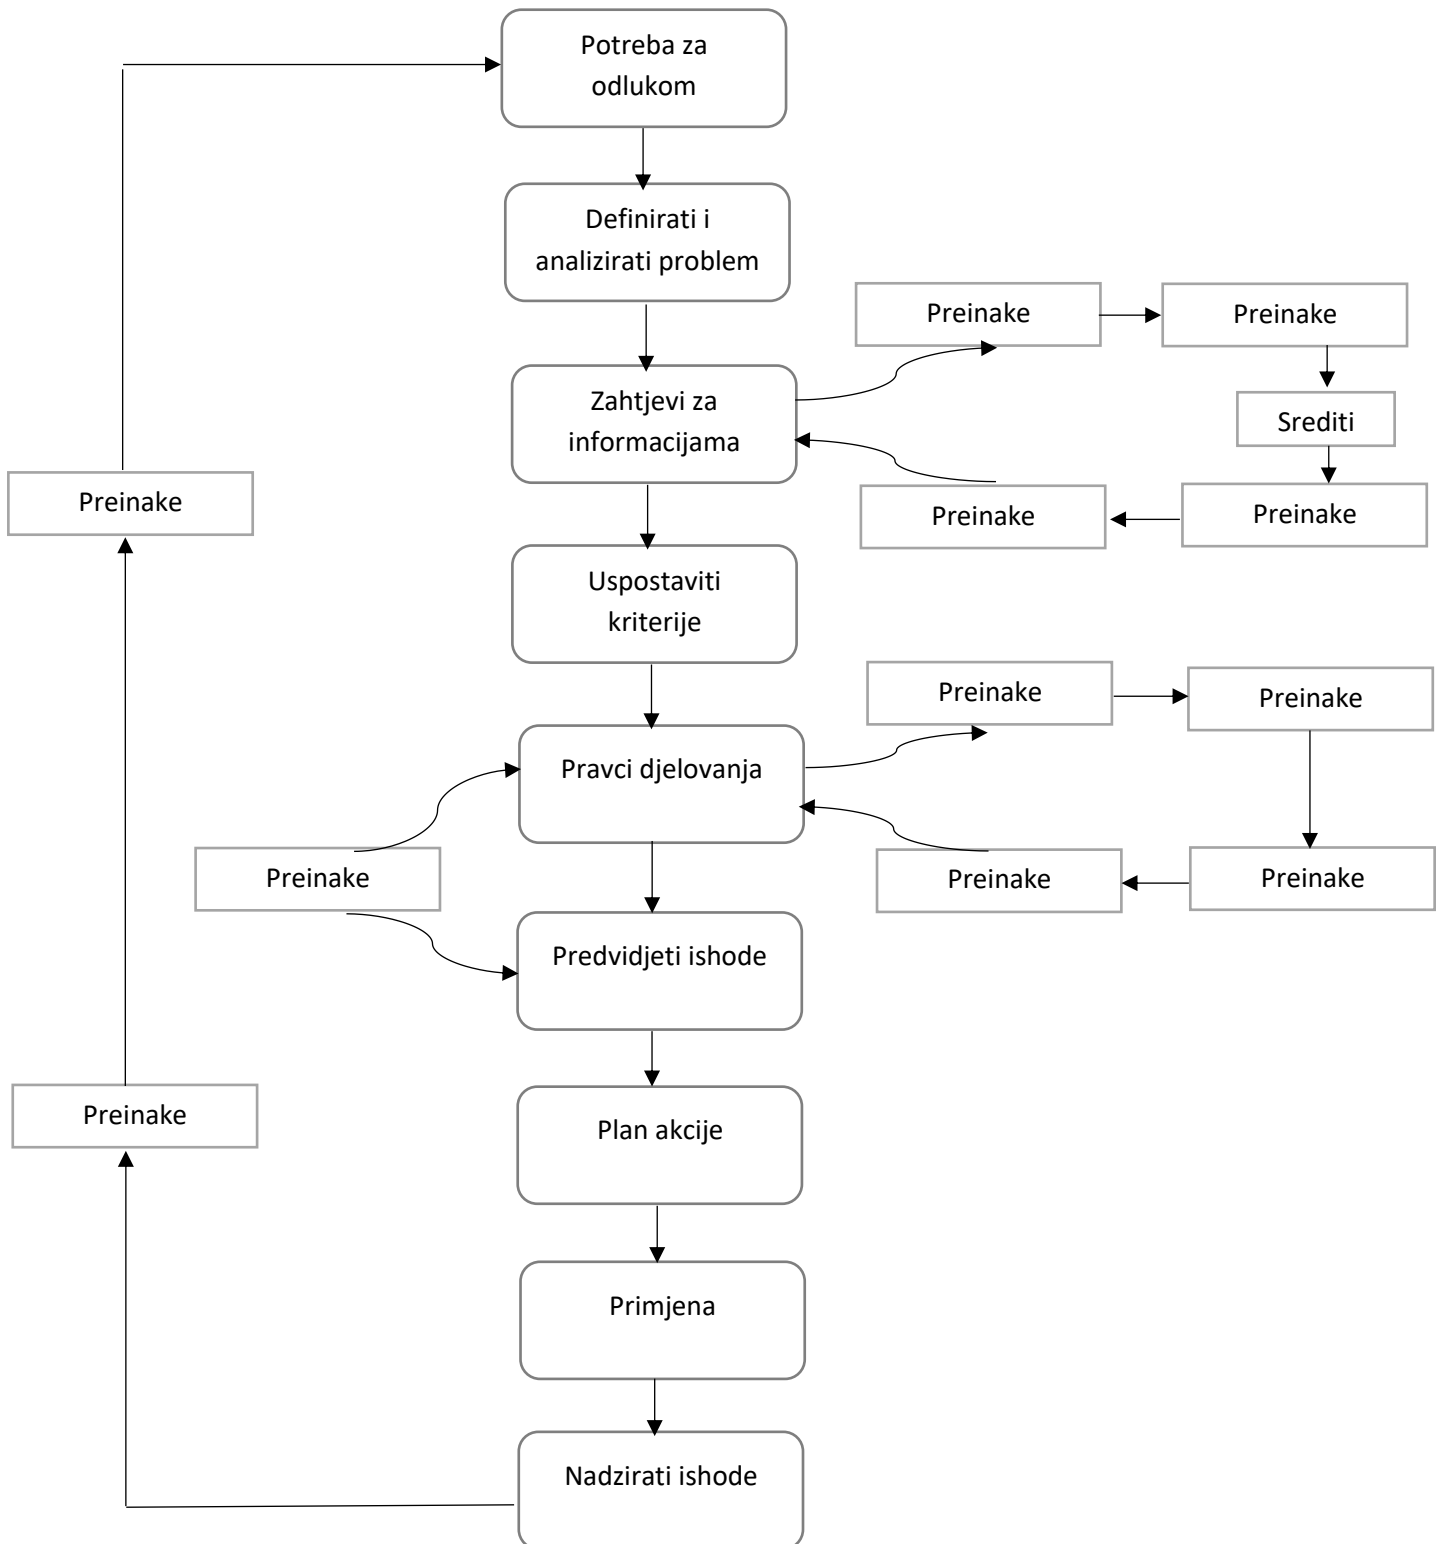 Potreba za
odlukom
Definirati i
analizirati problem
Preinake
Preinake
Zahtjevi za
informacijama
Srediti
Preinake
Preinake
Preinake
Uspostaviti
kriterije
Preinake
Preinake
Pravci djelovanja
Preinake
Preinake
Preinake
Predvidjeti ishode
Preinake
Plan akcije
Primjena
Nadzirati ishode